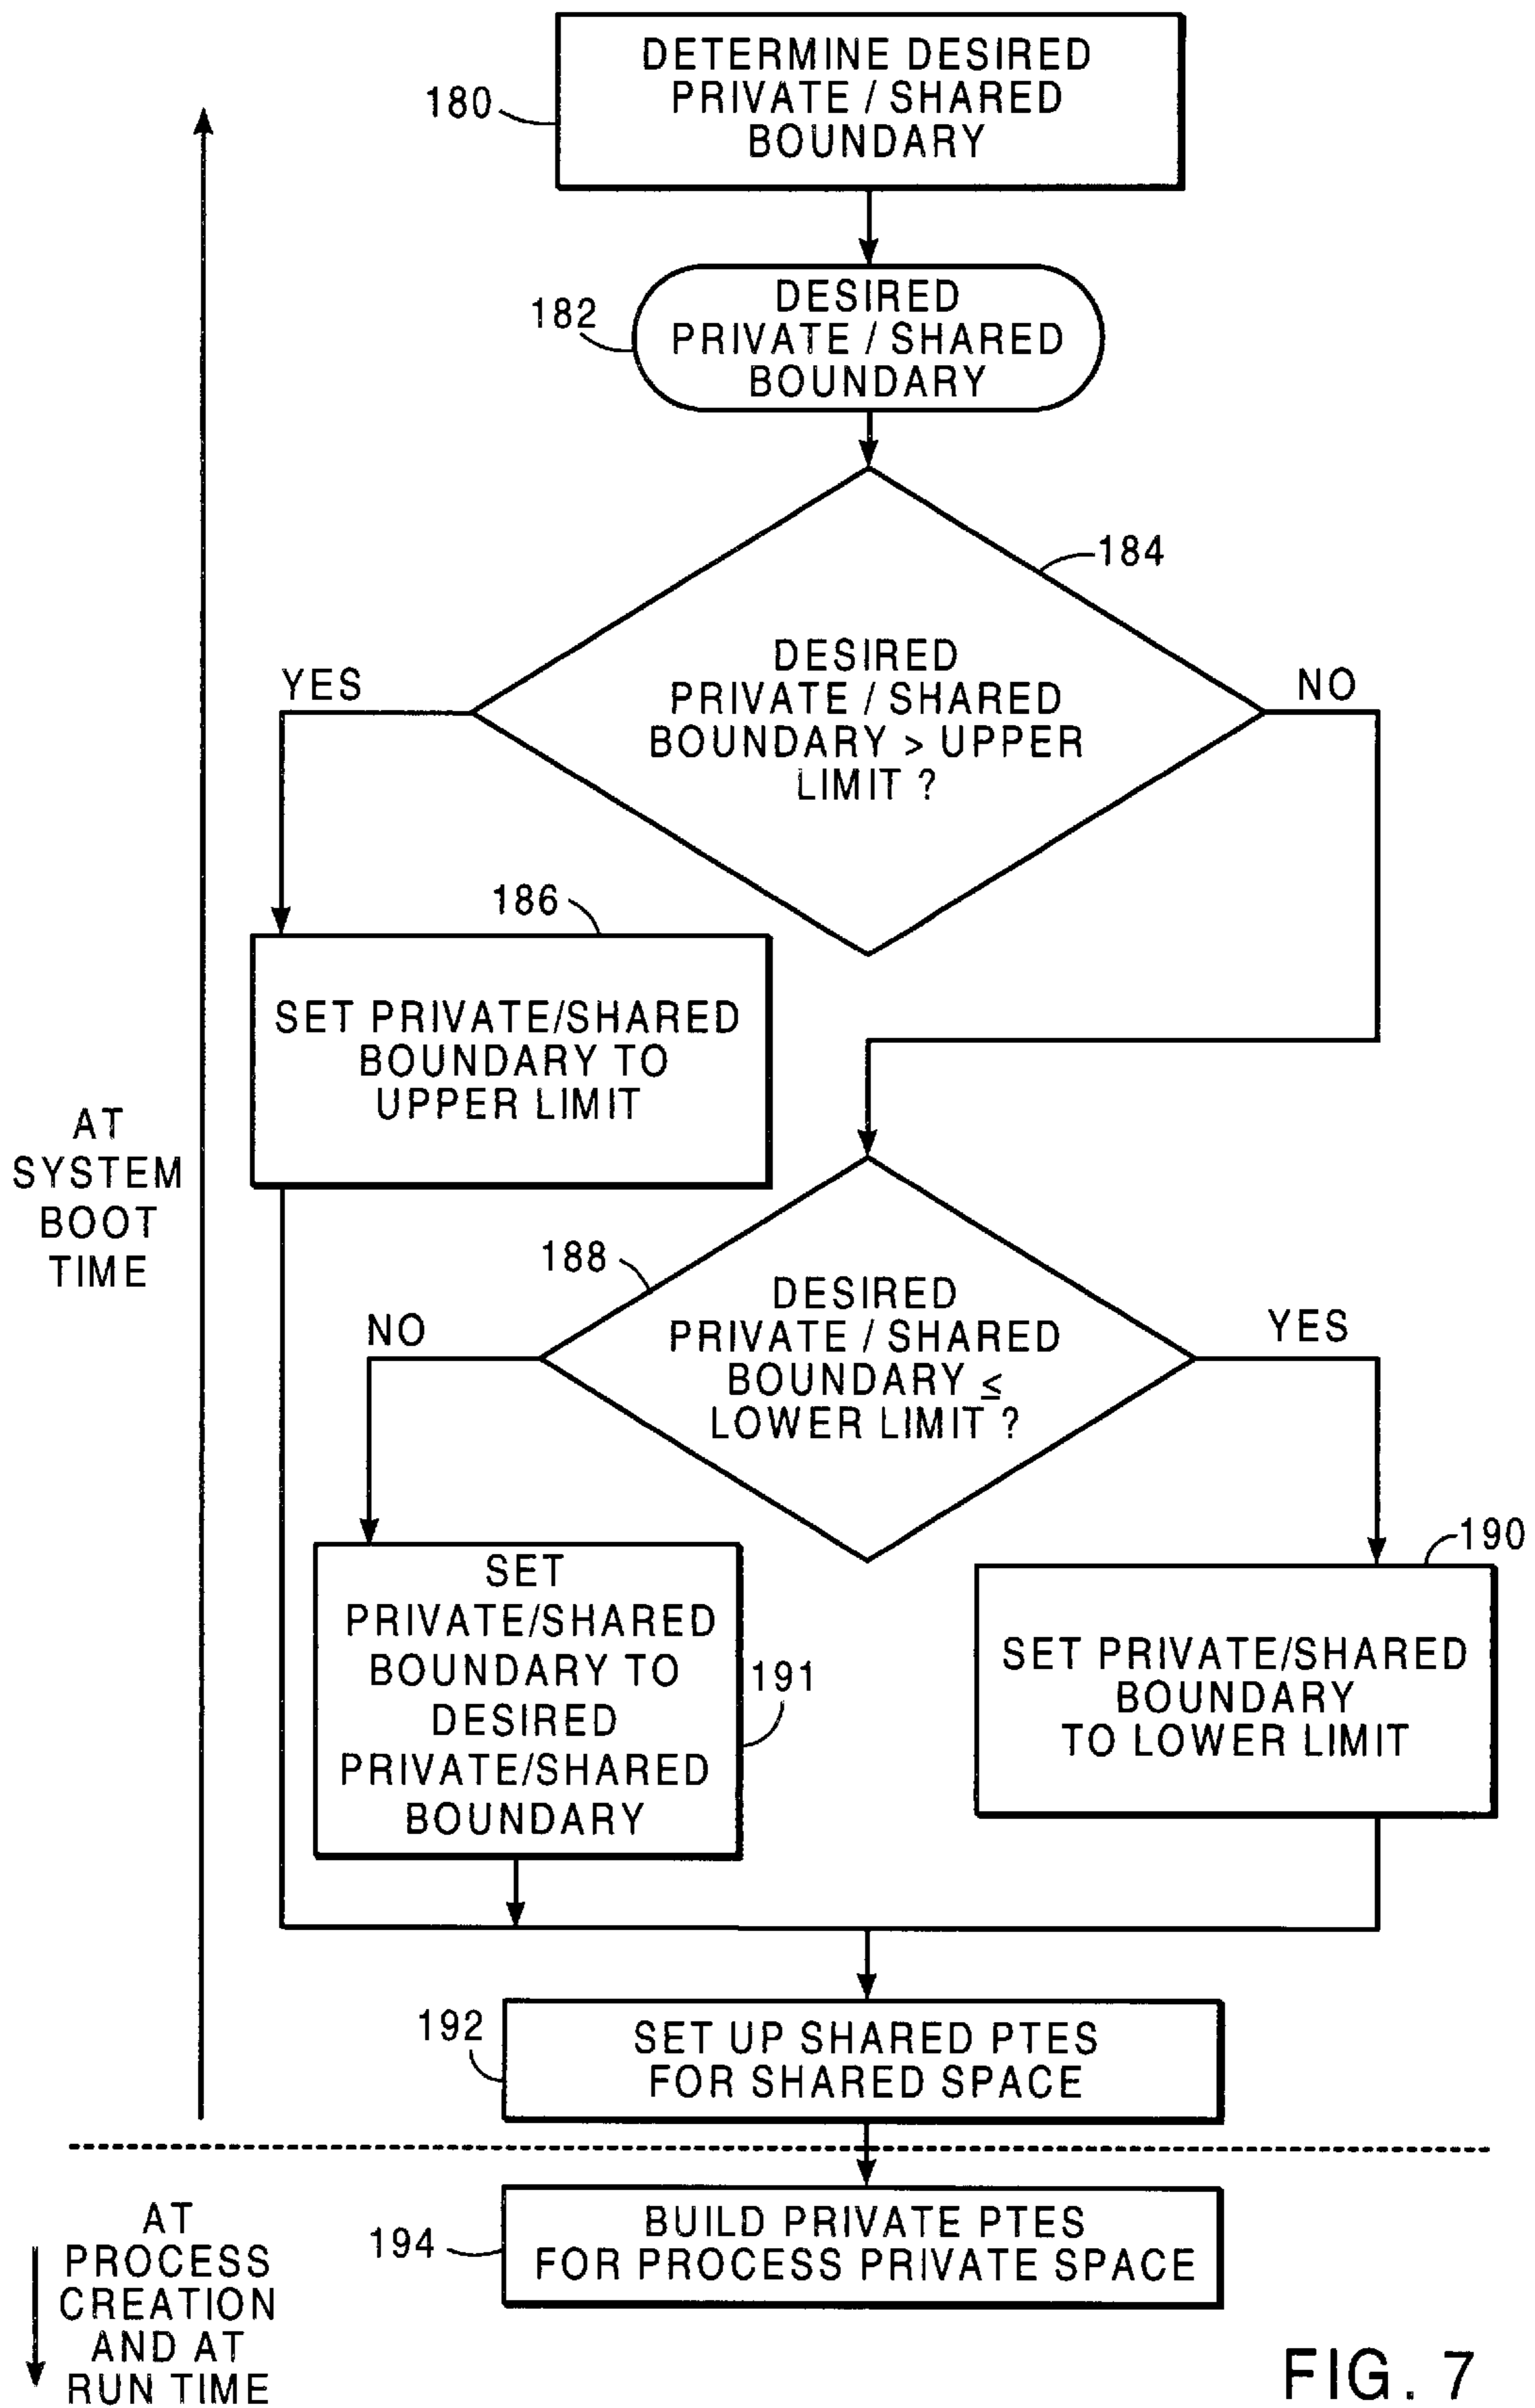 DETERMINE DESIRED
PRIVATE / SHARED
BOUNDARY
180
DESIRED
PRIVATE / SHARED
BOUNDARY
182
184
DESIRED
PRIVATE / SHARED
BOUNDARY > UPPER
LIMIT ?
YES
NO
186
SET PRIVATE/SHARED
BOUNDARY TO
UPPER LIMIT
AT
SYSTEM
BOOT
TIME
188
DESIRED
PRIVATE / SHARED
BOUNDARY ≤
LOWER LIMIT ?
NO
YES
190
SET
PRIVATE/SHARED
BOUNDARY TO
DESIRED
PRIVATE/SHARED
BOUNDARY
191
SET PRIVATE/SHARED
BOUNDARY
TO LOWER LIMIT
192
SET UP SHARED PTES
FOR SHARED SPACE
194
BUILD PRIVATE PTES
FOR PROCESS PRIVATE SPACE
AT
PROCESS
CREATION
AND AT
RUN TIME
FIG. 7